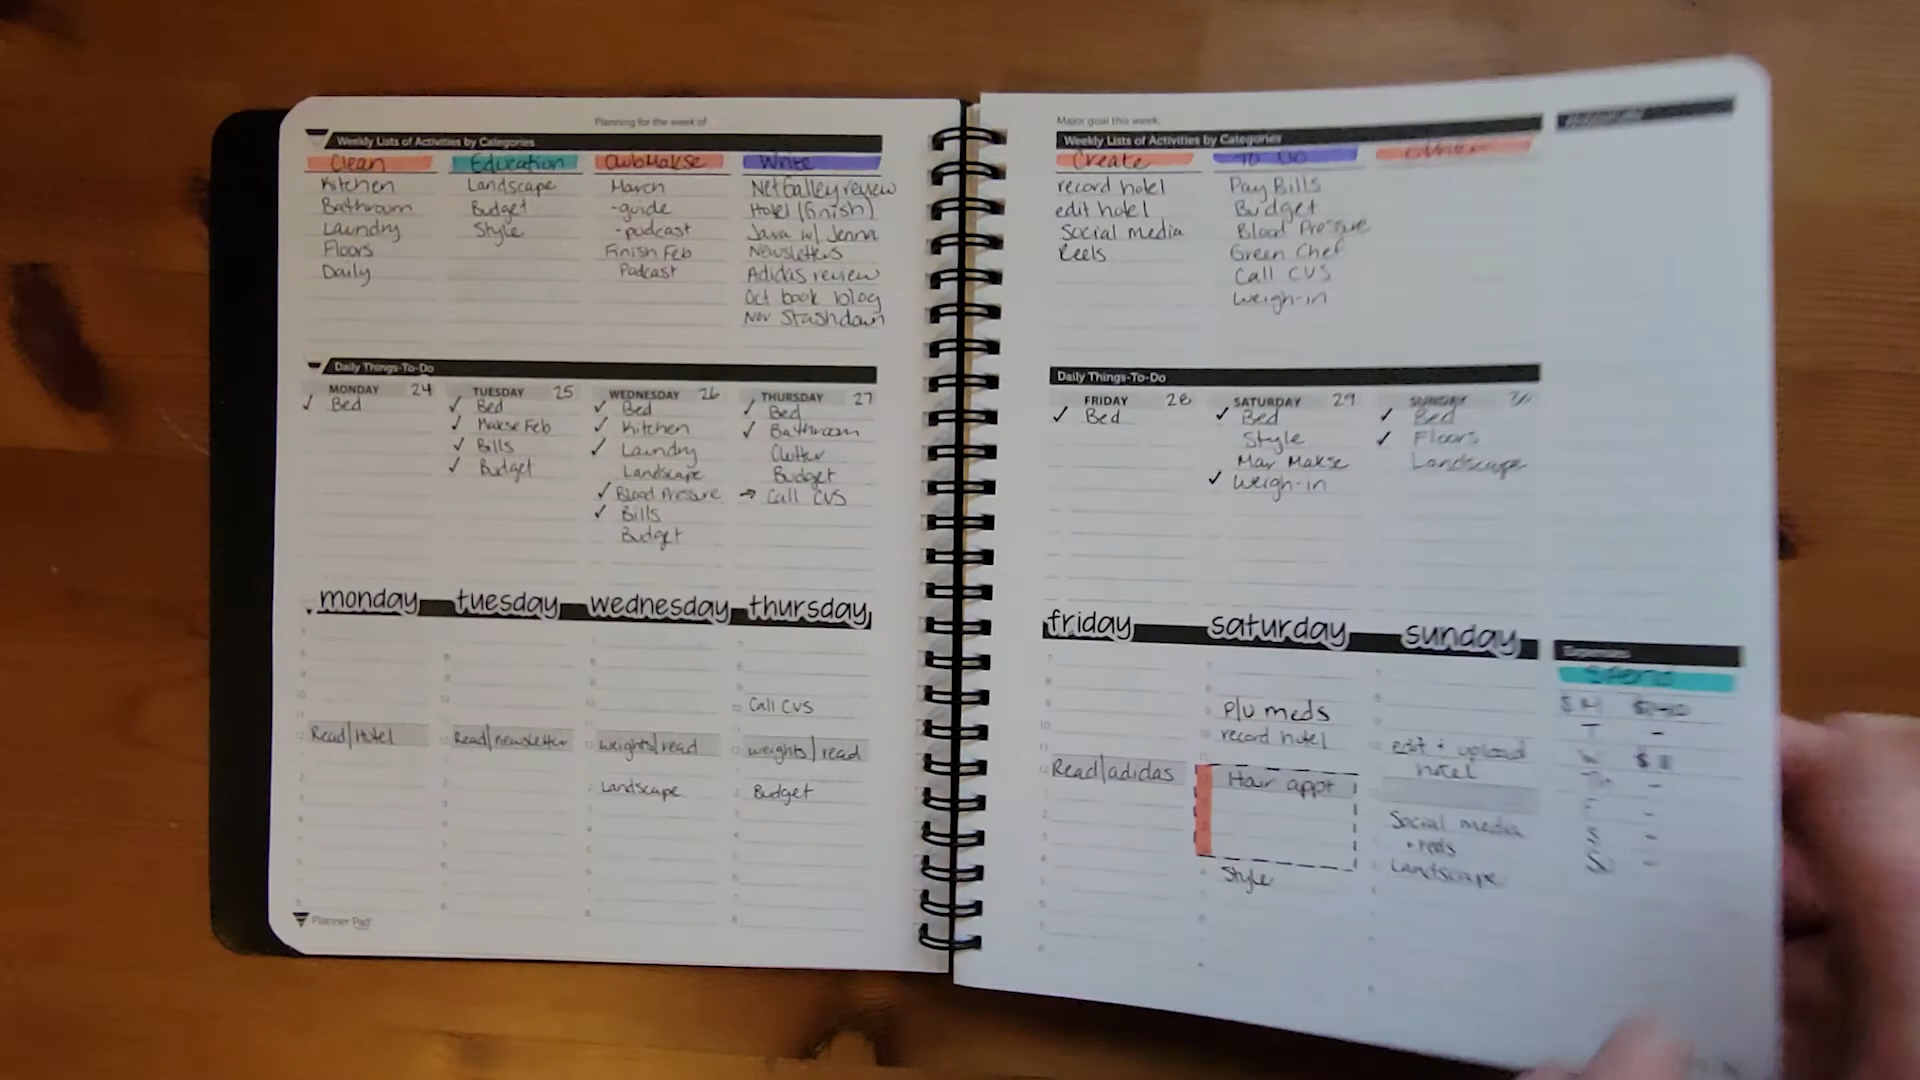 Planning for the week of
Weekly Lists of Activities by Categories
Clean
Kitchen
Bathroom
Laundry
Floors
Daily
Education
Landscape
Budget
Style
March
-guide
-podcast
Finish Feb
Podcast
Write
NetGalley review
Hotel (finish)
Java w/ Jenna
Newsletters
Adidas review
Oct book blog
Nov Stashdown
Daily Things-To-Do
MONDAY 24
✓ Bed
TUESDAY 25
✓ Bed
✓ Makse Feb
✓ Bills
✓ Budget
WEDNESDAY 26
✓ Bed
✓ Kitchen
✓ Laundry
Landscape
✓ Blood Pressure
✓ Bills
Budget
THURSDAY 27
✓ Bed
✓ Bathroom
Clutter
Budget
→ Call CVS
monday
Read/Hotel
tuesday
Read/newsletter
wednesday
weights/read
Landscape
thursday
Call CVS
weights/read
Budget
Planner Pad
Major goal this week:
Weekly Lists of Activities by Categories
Create
record hotel
edit hotel
Social media
Reels
To Do
Pay Bills
Budget
Blood Pressure
Green Chef
Call CVS
weigh-in
Daily Things-To-Do
FRIDAY 28
✓ Bed
SATURDAY 29
✓ Bed
Style
Mar Makse
✓ weigh-in
SUNDAY
✓ Bed
✓ Floors
Landscape
friday
Read/adidas
saturday
p/u meds
record hotel
Hair appt
Style
sunday
edit + upload
hotel
Social media
+ reels
Landscape
Expenses
Spend
$ M
T -
W
Th -
F -
S -
S -